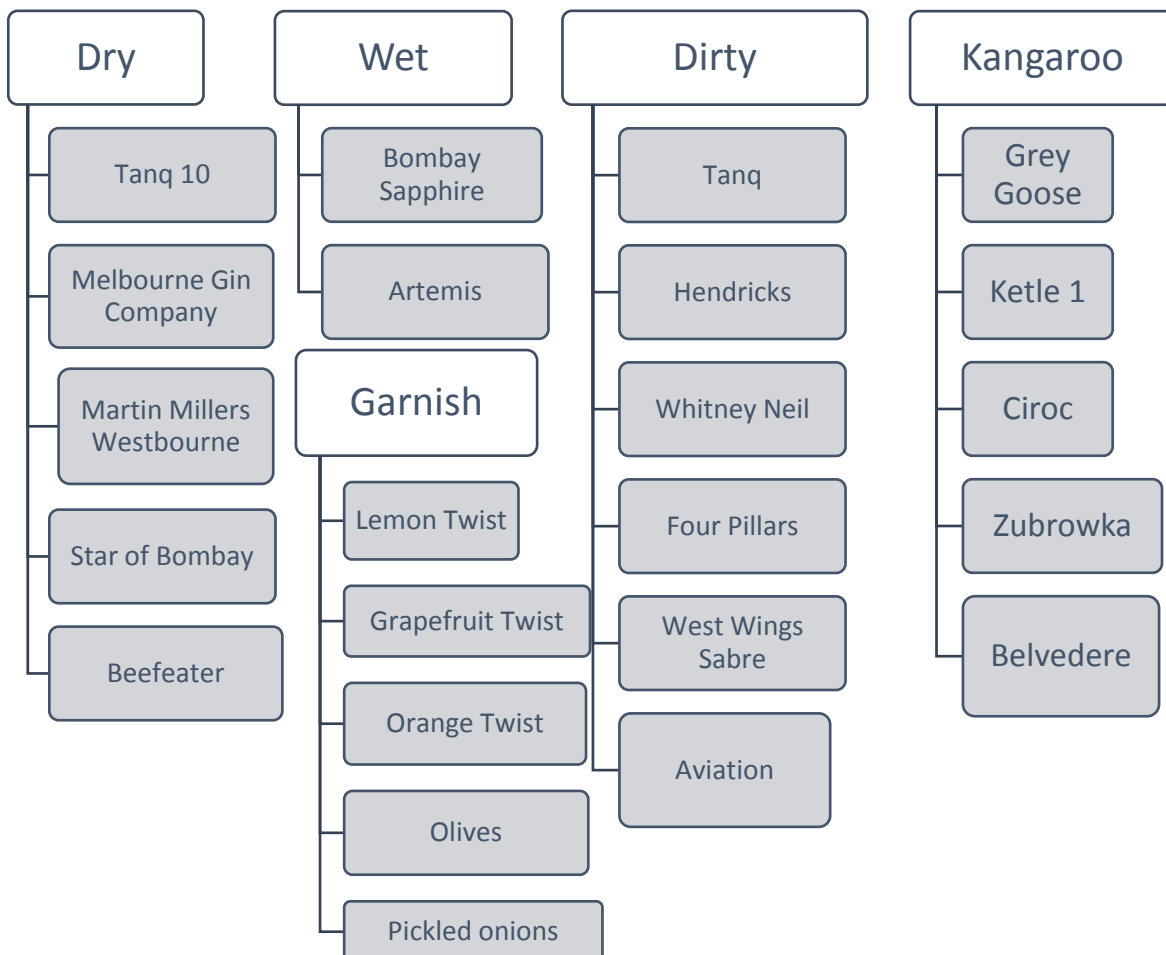 Dry
Tanq 10
Melbourne Gin
Company
Martin Millers
Westbourne
Star of Bombay
Beefeater
Wet
Bombay
Sapphire
Artemis
Garnish
Lemon Twist
Grapefruit Twist
Orange Twist
Olives
Pickled onions
Dirty
Tanq
Hendricks
Whitney Neil
Four Pillars
West Wings
Sabre
Aviation
Kangaroo
Grey
Goose
Ketle 1
Ciroc
Zubrowka
Belvedere